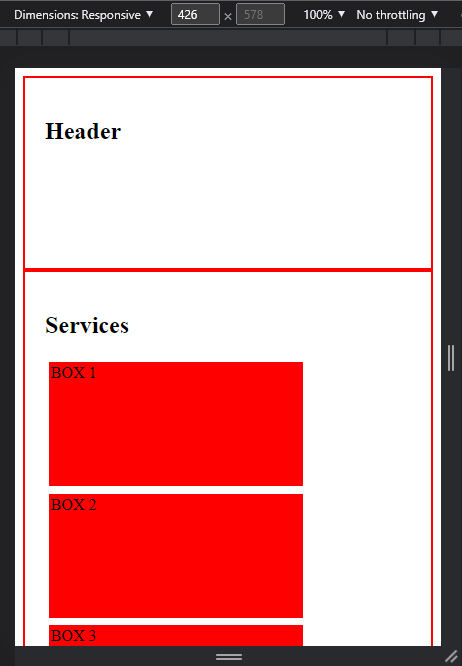 Dimensions: Responsive ▼ 426 × 578 100% ▼ No throttling ▼
Header
Services
BOX 1
BOX 2
BOX 3